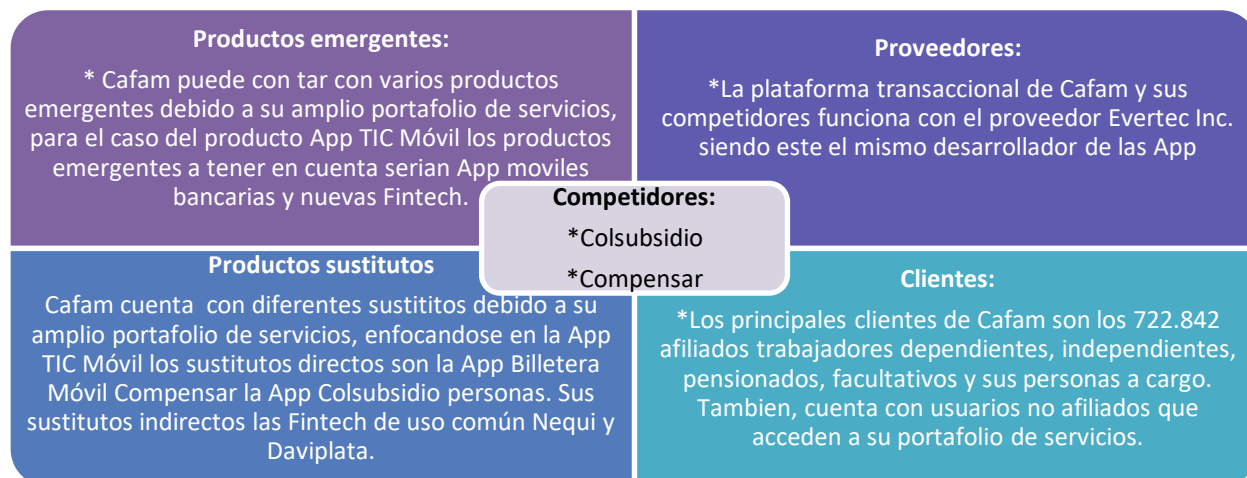 Productos emergentes:
* Cafam puede con tar con varios productos
emergentes debido a su amplio portafolio de servicios,
para el caso del producto App TIC Móvil los productos
emergentes a tener en cuenta serian App moviles
bancarias y nuevas Fintech.
Proveedores:
*La plataforma transaccional de Cafam y sus
competidores funciona con el proveedor Evertec Inc.
siendo este el mismo desarrollador de las App
Competidores:
*Colsubsidio
*Compensar
Productos sustitutos
Cafam cuenta con diferentes sustititos debido a su
amplio portafolio de servicios, enfocandose en la App
TIC Móvil los sustitutos directos son la App Billetera
Móvil Compensar la App Colsubsidio personas. Sus
sustitutos indirectos las Fintech de uso común Nequi y
Daviplata.
Clientes:
*Los principales clientes de Cafam son los 722.842
afiliados trabajadores dependientes, independientes,
pensionados, facultativos y sus personas a cargo.
Tambien, cuenta con usuarios no afiliados que
acceden a su portafolio de servicios.